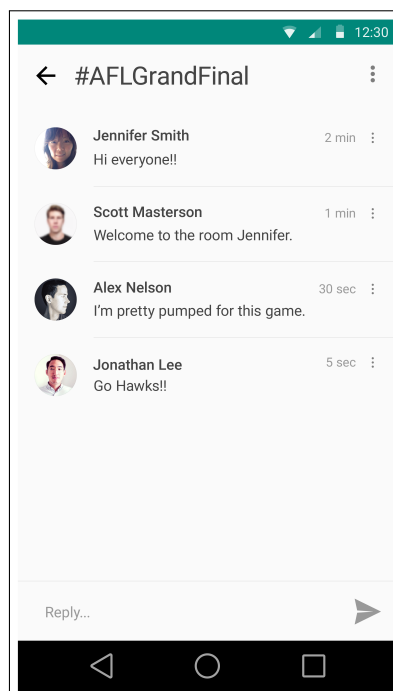 12:30
#AFLGrandFinal
Jennifer Smith 2 min
Hi everyone!!
Scott Masterson 1 min
Welcome to the room Jennifer.
Alex Nelson 30 sec
I’m pretty pumped for this game.
Jonathan Lee 5 sec
Go Hawks!!
Reply...